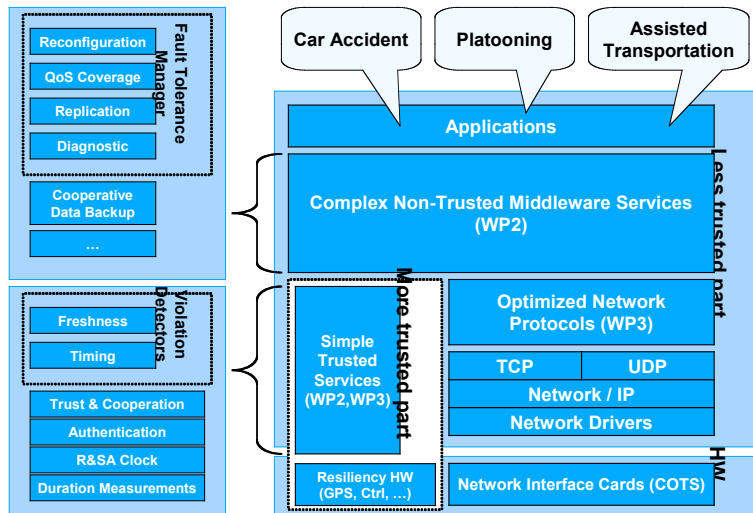 Reconfiguration
QoS Coverage
Replication
Diagnostic
Fault Tolerance
Manager
Cooperative
Data Backup
...
Freshness
Timing
Violation
Detectors
Trust & Cooperation
Authentication
R&SA Clock
Duration Measurements
Car Accident
Platooning
Assisted
Transportation
Applications
Complex Non-Trusted Middleware Services
(WP2)
Less trusted part
Simple
Trusted
Services
(WP2,WP3)
More trusted part
Optimized Network
Protocols (WP3)
TCP
UDP
Network / IP
Network Drivers
Resiliency HW
(GPS, Ctrl, ...)
Network Interface Cards (COTS)
HW